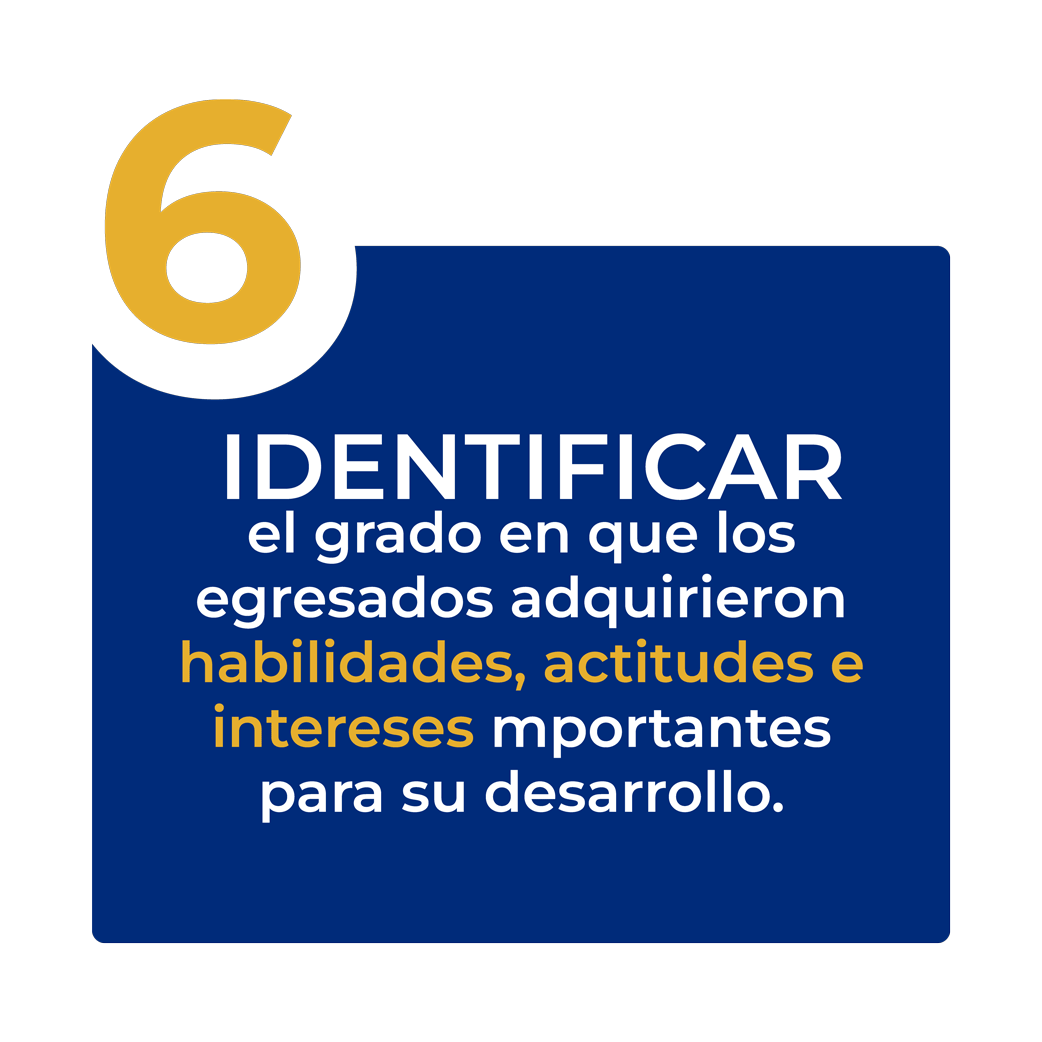 6
IDENTIFICAR
el grado en que los
egresados adquirieron
habilidades, actitudes e
intereses mportantes
para su desarrollo.